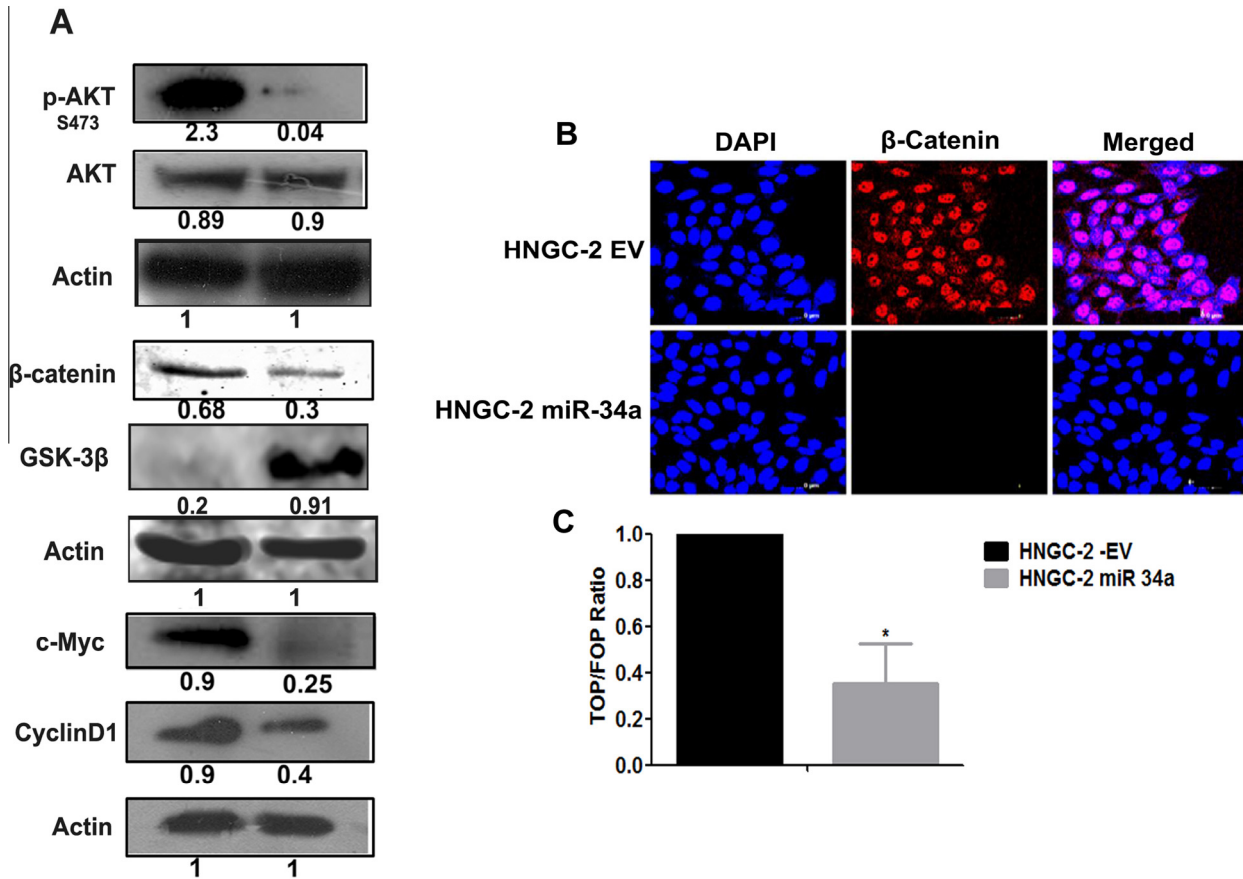 A
p-AKT
S473
2.3 0.04
AKT
0.89 0.9
Actin
1 1
β-catenin
0.68 0.3
GSK-3β
0.2 0.91
Actin
1 1
c-Myc
0.9 0.25
CyclinD1
0.9 0.4
Actin
1 1
B
DAPI β-Catenin Merged
HNGC-2 EV
HNGC-2 miR-34a
C
TOP/FOP Ratio
1.0
0.8
0.6
0.4
0.2
0.0
*
HNGC-2 -EV
HNGC-2 miR 34a